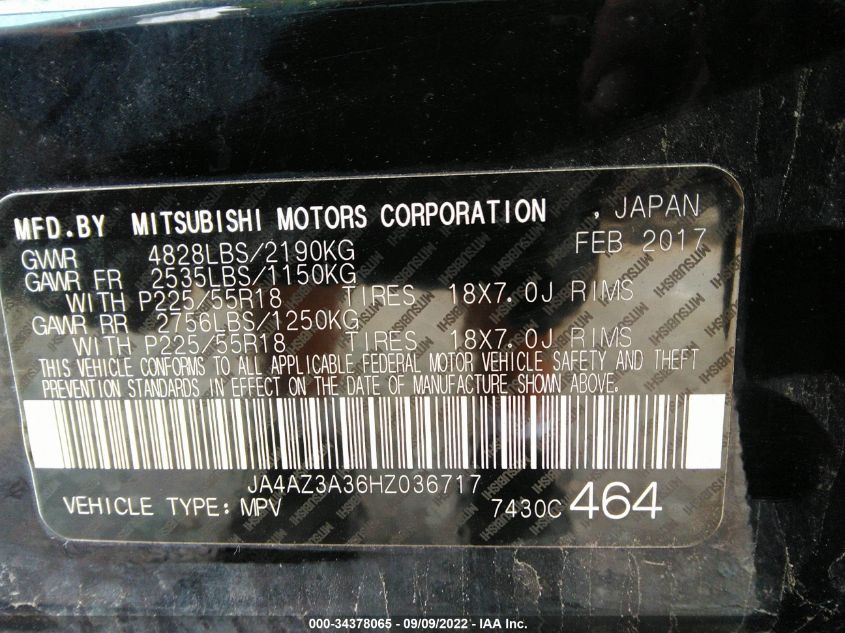 MFD.BY MITSUBISHI MOTORS CORPORATION , JAPAN
GVWR 4828LBS/2190KG FEB 2017
GAWR FR 2535LBS/1150KG
WITH P225/55R18 TIRES 18X7.0J RIMS
GAWR RR 2756LBS/1250KG
WITH P225/55R18 TIRES 18X7.0J RIMS
THIS VEHICLE CONFORMS TO ALL APPLICABLE FEDERAL MOTOR VEHICLE SAFETY AND THEFT
PREVENTION STANDARDS IN EFFECT ON THE DATE OF MANUFACTURE SHOWN ABOVE.
JA4AZ3A36HZ036717
VEHICLE TYPE: MPV 7430C 464
000-34378065 - 09/09/2022 - IAA Inc.